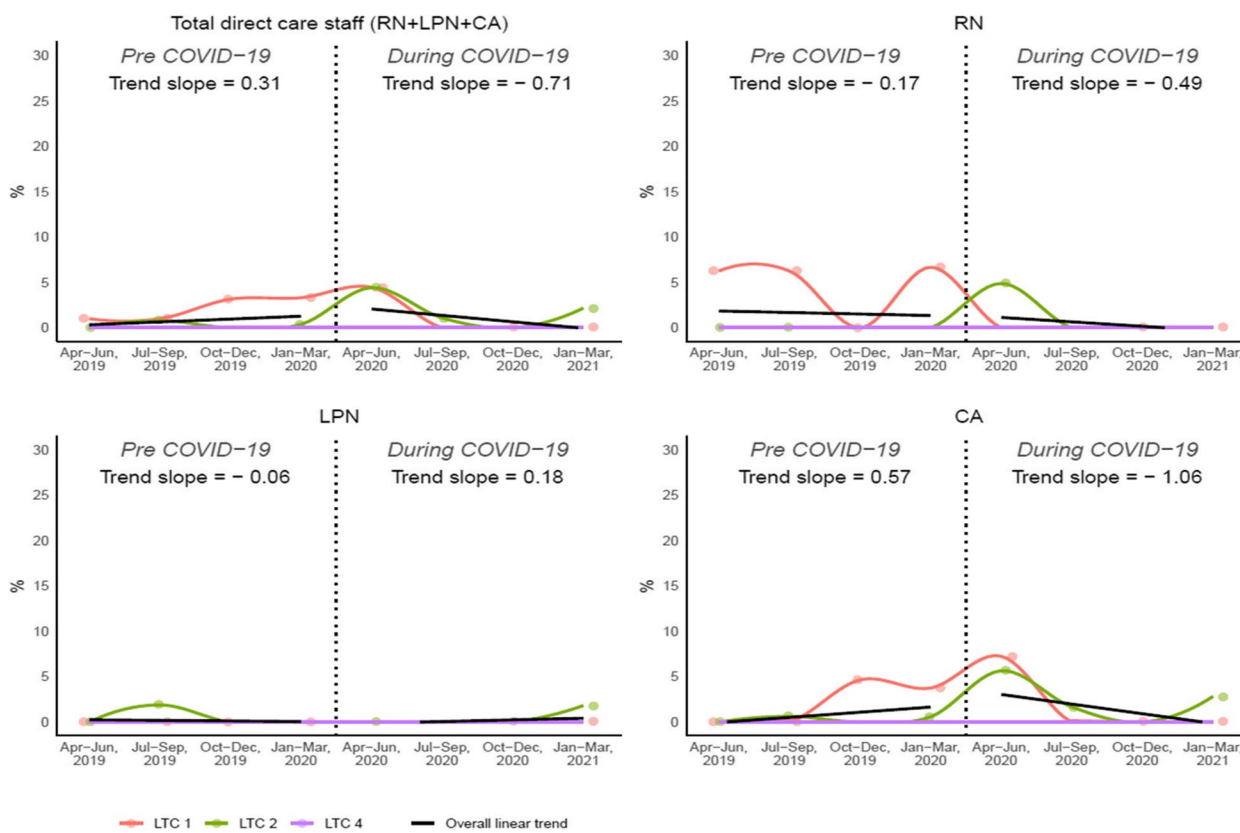 Total direct care staff (RN+LPN+CA)
Pre COVID−19
During COVID−19
Trend slope = 0.31
Trend slope = − 0.71
%
30
25
20
15
10
5
0
Apr−Jun, Jul−Sep, Oct−Dec, Jan−Mar, Apr−Jun, Jul−Sep, Oct−Dec, Jan−Mar,
2019 2019 2019 2020 2020 2020 2020 2021
RN
Pre COVID−19
During COVID−19
Trend slope = − 0.17
Trend slope = − 0.49
%
30
25
20
15
10
5
0
Apr−Jun, Jul−Sep, Oct−Dec, Jan−Mar, Apr−Jun, Jul−Sep, Oct−Dec, Jan−Mar,
2019 2019 2019 2020 2020 2020 2020 2021
LPN
Pre COVID−19
During COVID−19
Trend slope = − 0.06
Trend slope = 0.18
%
30
25
20
15
10
5
0
Apr−Jun, Jul−Sep, Oct−Dec, Jan−Mar, Apr−Jun, Jul−Sep, Oct−Dec, Jan−Mar,
2019 2019 2019 2020 2020 2020 2020 2021
CA
Pre COVID−19
During COVID−19
Trend slope = 0.57
Trend slope = − 1.06
%
30
25
20
15
10
5
0
Apr−Jun, Jul−Sep, Oct−Dec, Jan−Mar, Apr−Jun, Jul−Sep, Oct−Dec, Jan−Mar,
2019 2019 2019 2020 2020 2020 2020 2021
LTC 1 LTC 2 LTC 4 Overall linear trend